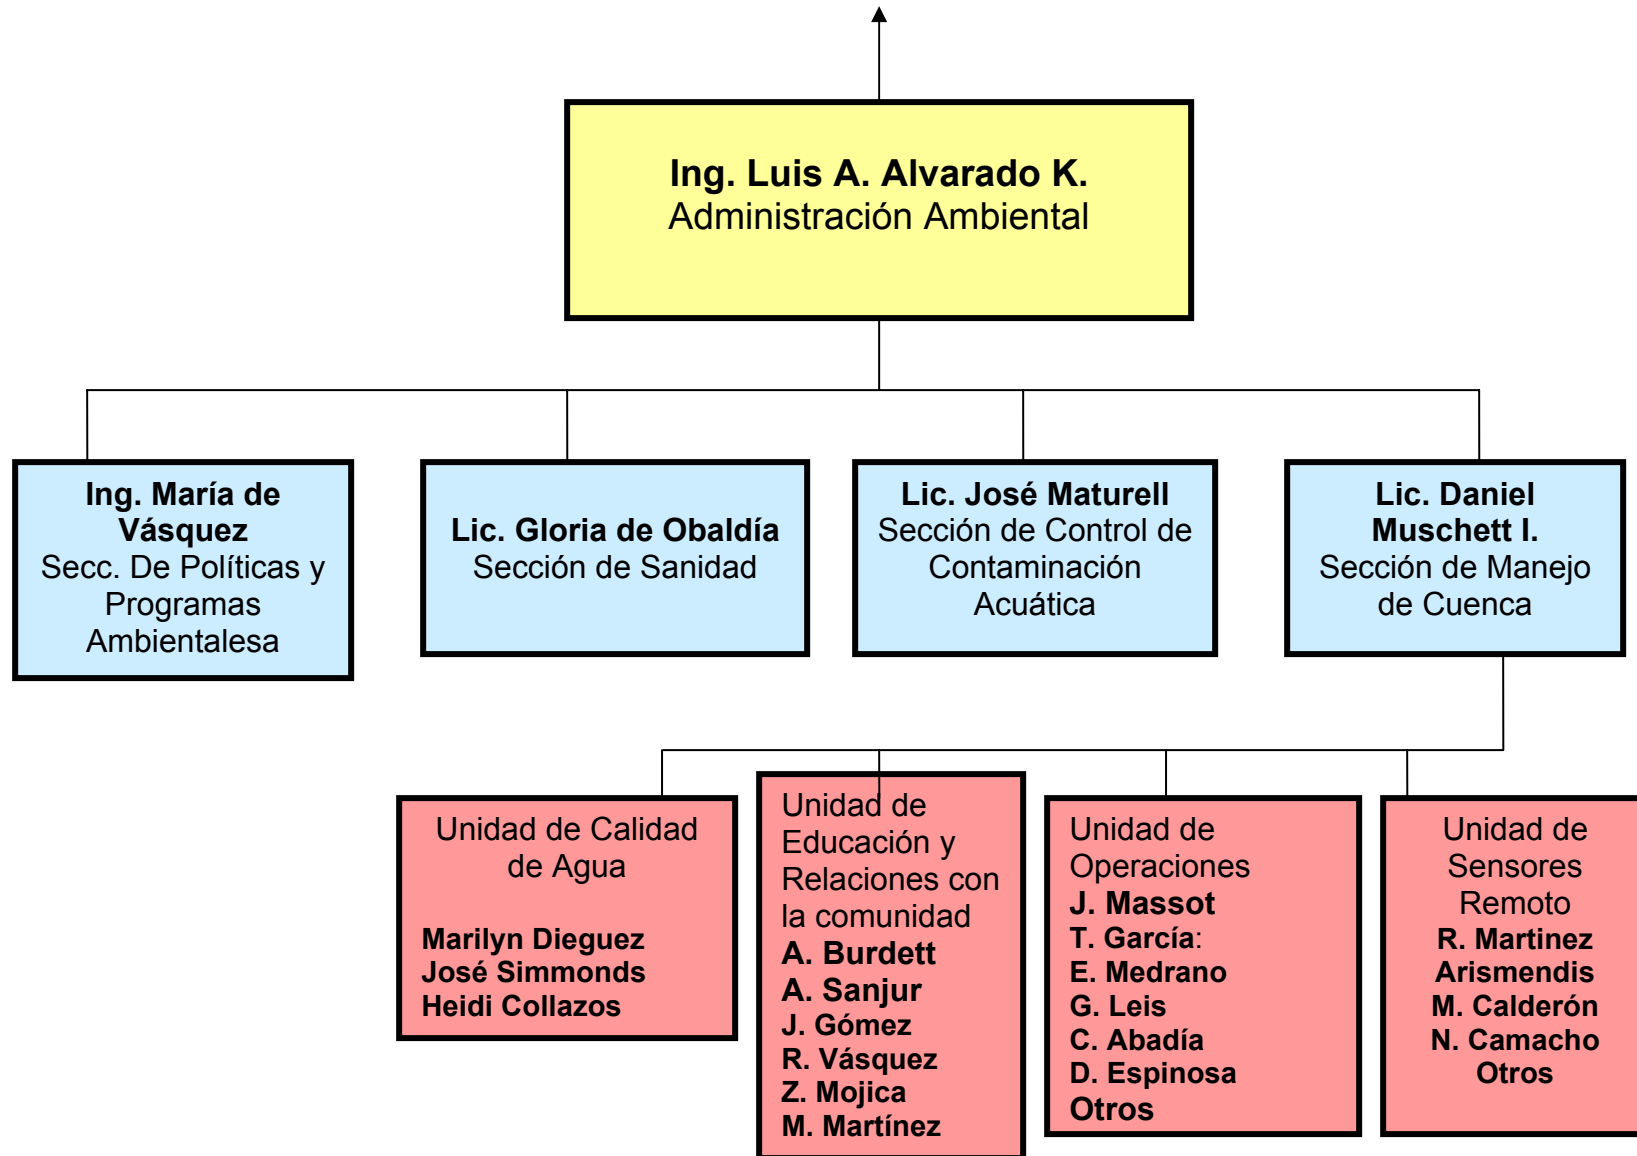 Ing. Luis A. Alvarado K.
Administración Ambiental
Ing. María de
Vásquez
Secc. De Políticas y
Programas
Ambientalesa
Lic. Gloria de Obaldía
Sección de Sanidad
Lic. José Maturell
Sección de Control de
Contaminación
Acuática
Lic. Daniel
Muschett I.
Sección de Manejo
de Cuenca
Unidad de Calidad
de Agua
Marilyn Dieguez
José Simmonds
Heidi Collazos
Unidad de
Educación y
Relaciones con
la comunidad
A. Burdett
A. Sanjur
J. Gómez
R. Vásquez
Z. Mojica
M. Martínez
Unidad de
Operaciones
J. Massot
T. García:
E. Medrano
G. Leis
C. Abadía
D. Espinosa
Otros
Unidad de
Sensores
Remoto
R. Martinez
Arismendis
M. Calderón
N. Camacho
Otros